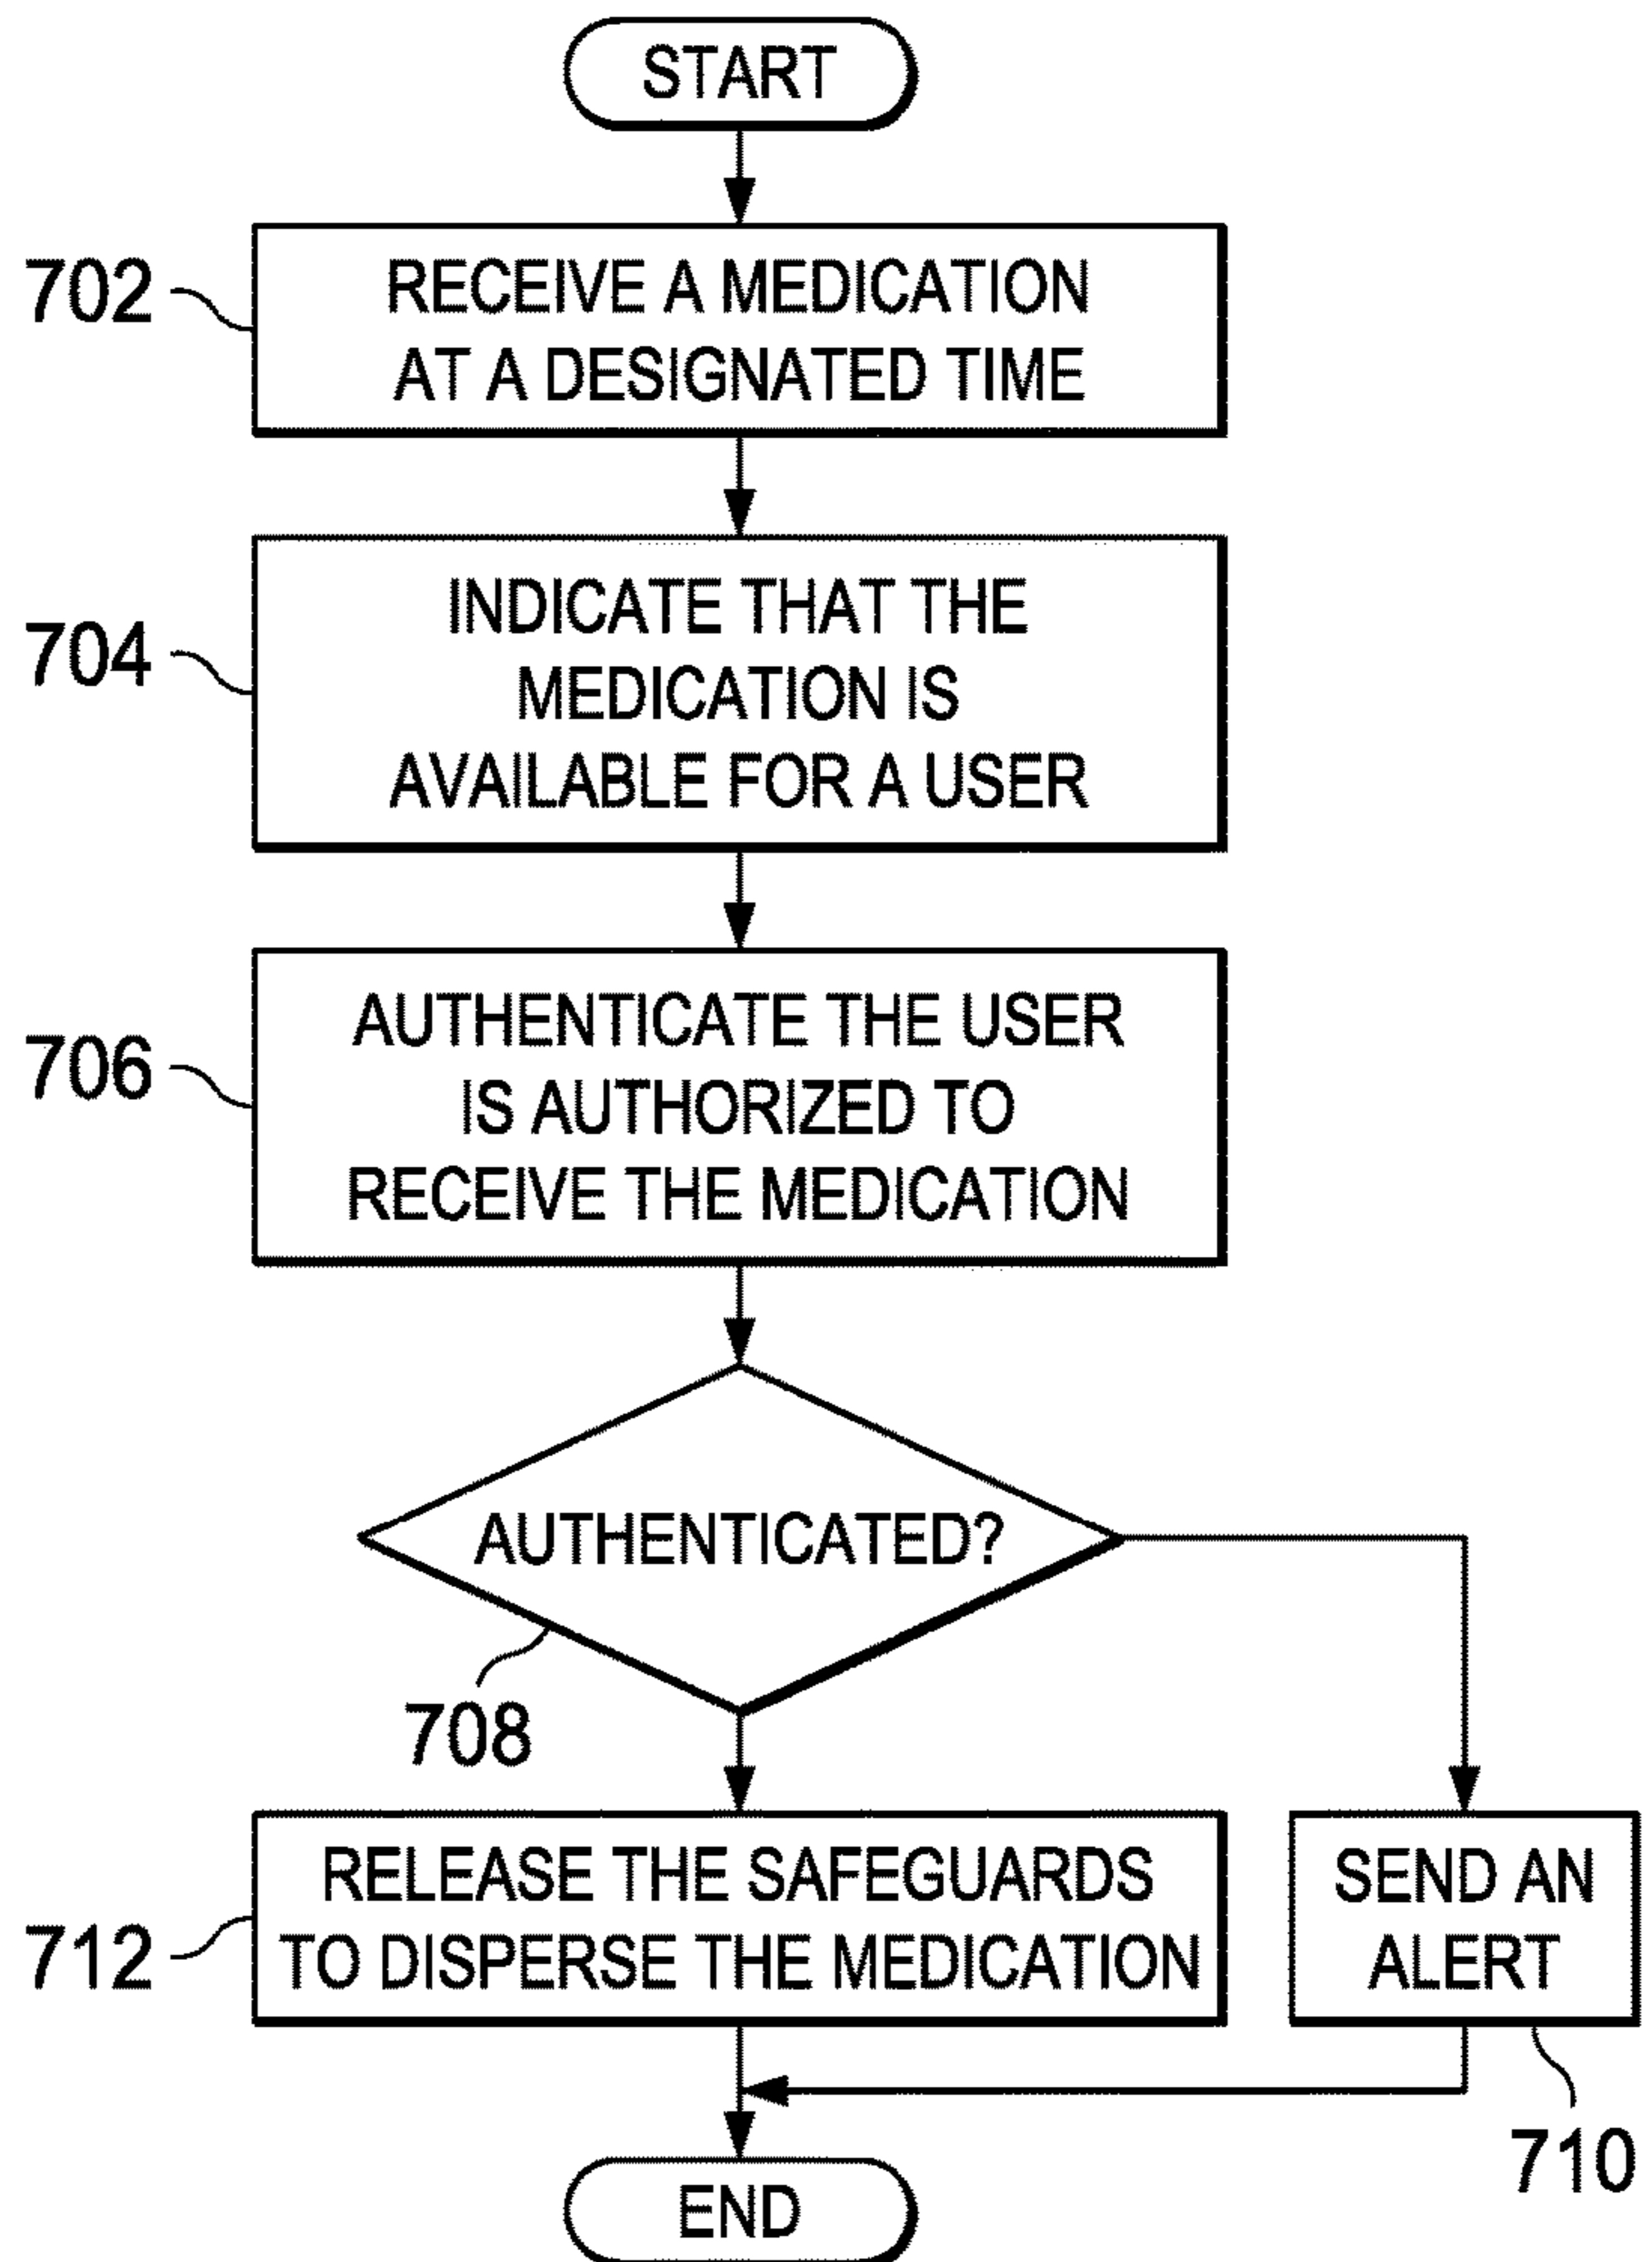 START
702
RECEIVE A MEDICATION
AT A DESIGNATED TIME
704
INDICATE THAT THE
MEDICATION IS
AVAILABLE FOR A USER
706
AUTHENTICATE THE USER
IS AUTHORIZED TO
RECEIVE THE MEDICATION
AUTHENTICATED?
708
712
RELEASE THE SAFEGUARDS
TO DISPERSE THE MEDICATION
SEND AN
ALERT
710
END